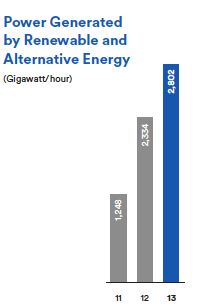 Power Generated
by Renewable and
Alternative Energy
(Gigawatt/hour)
1,248
2,334
2,802
11 12 13